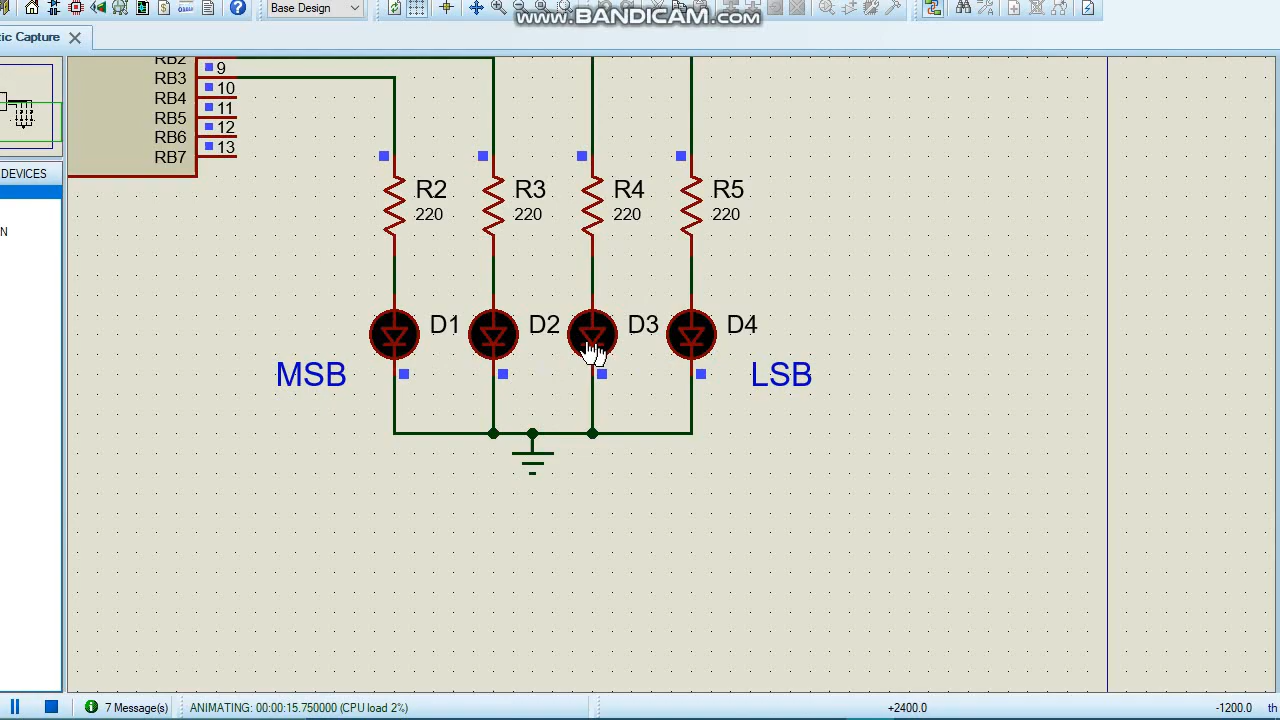 Base Design
www.BANDICAM.com
tic Capture
RB2
9
RB3
10
RB4
11
RB5
12
RB6
13
RB7
DEVICES
N
R2
220
R3
220
R4
220
R5
220
D1
D2
D3
D4
MSB
LSB
7 Message(s)
ANIMATING: 00:00:15.750000 (CPU load 2%)
+2400.0
-1200.0
th